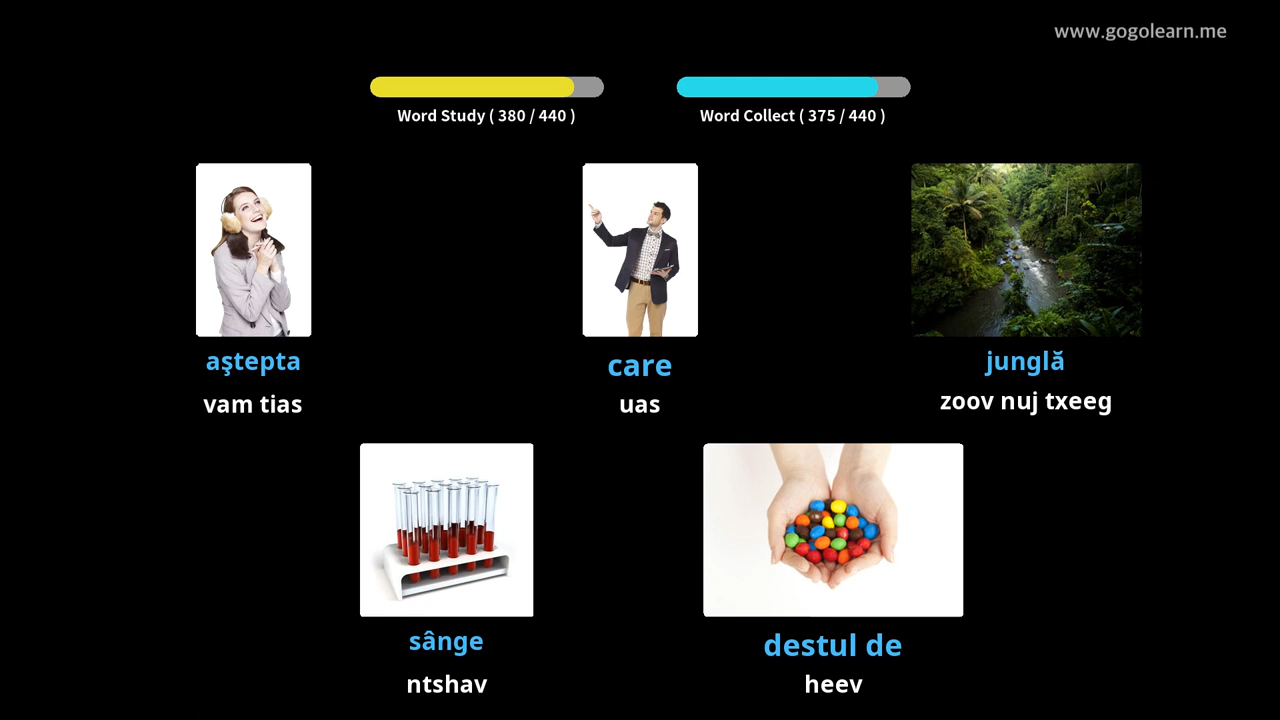 www.gogolearn.me
Word Study ( 380 / 440 )
Word Collect ( 375 / 440 )
aştepta
vam tias
care
uas
junglă
zoov nuj txeeg
sânge
ntshav
destul de
heev